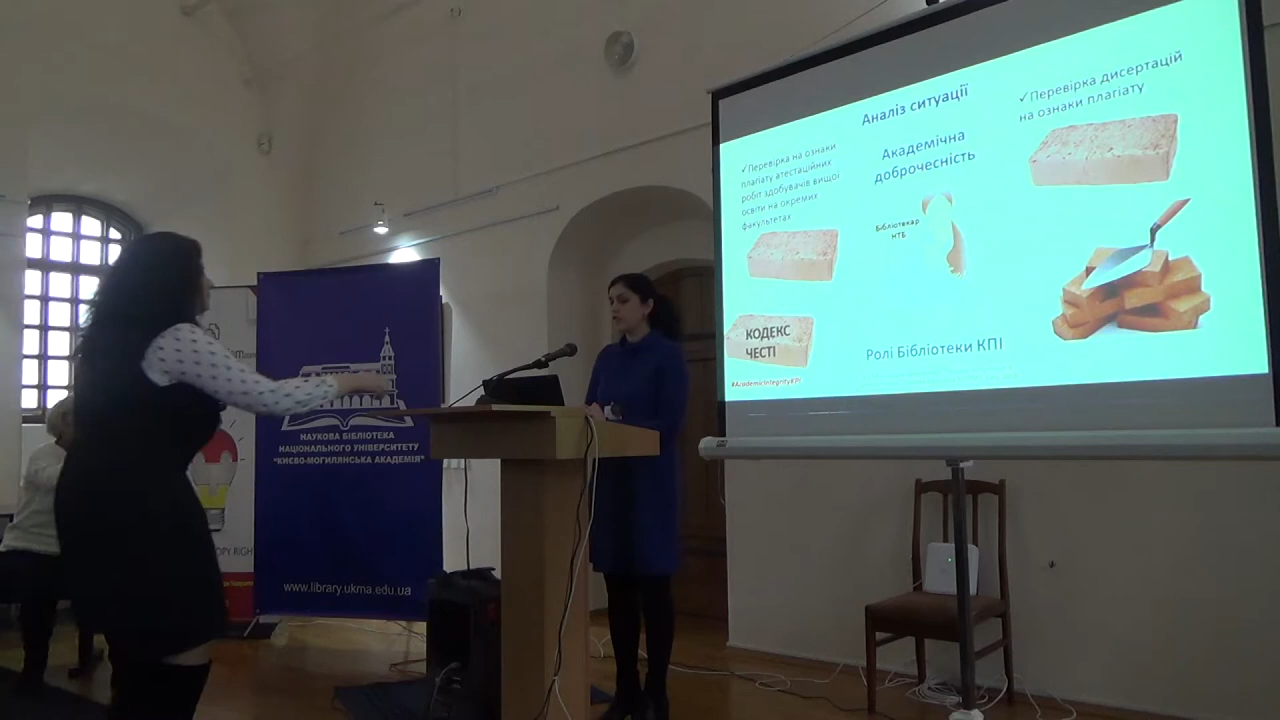 Аналіз ситуації
✓Перевірка на ознаки
плагіату атестаційних
робіт здобувачів вищої
освіти на окремих
факультетах
Академічна
доброчесність
✓Перевірка дисертацій
на ознаки плагіату
Бібліотекар
НТБ
КОДЕКС
ЧЕСТІ
Ролі Бібліотеки КПІ
#AcademicIntegrityKPI
НАУКОВА БІБЛІОТЕКА
НАЦІОНАЛЬНОГО УНІВЕРСИТЕТУ
"КИЄВО-МОГИЛЯНСЬКА АКАДЕМІЯ"
www.library.ukma.edu.ua
OPY RIGH